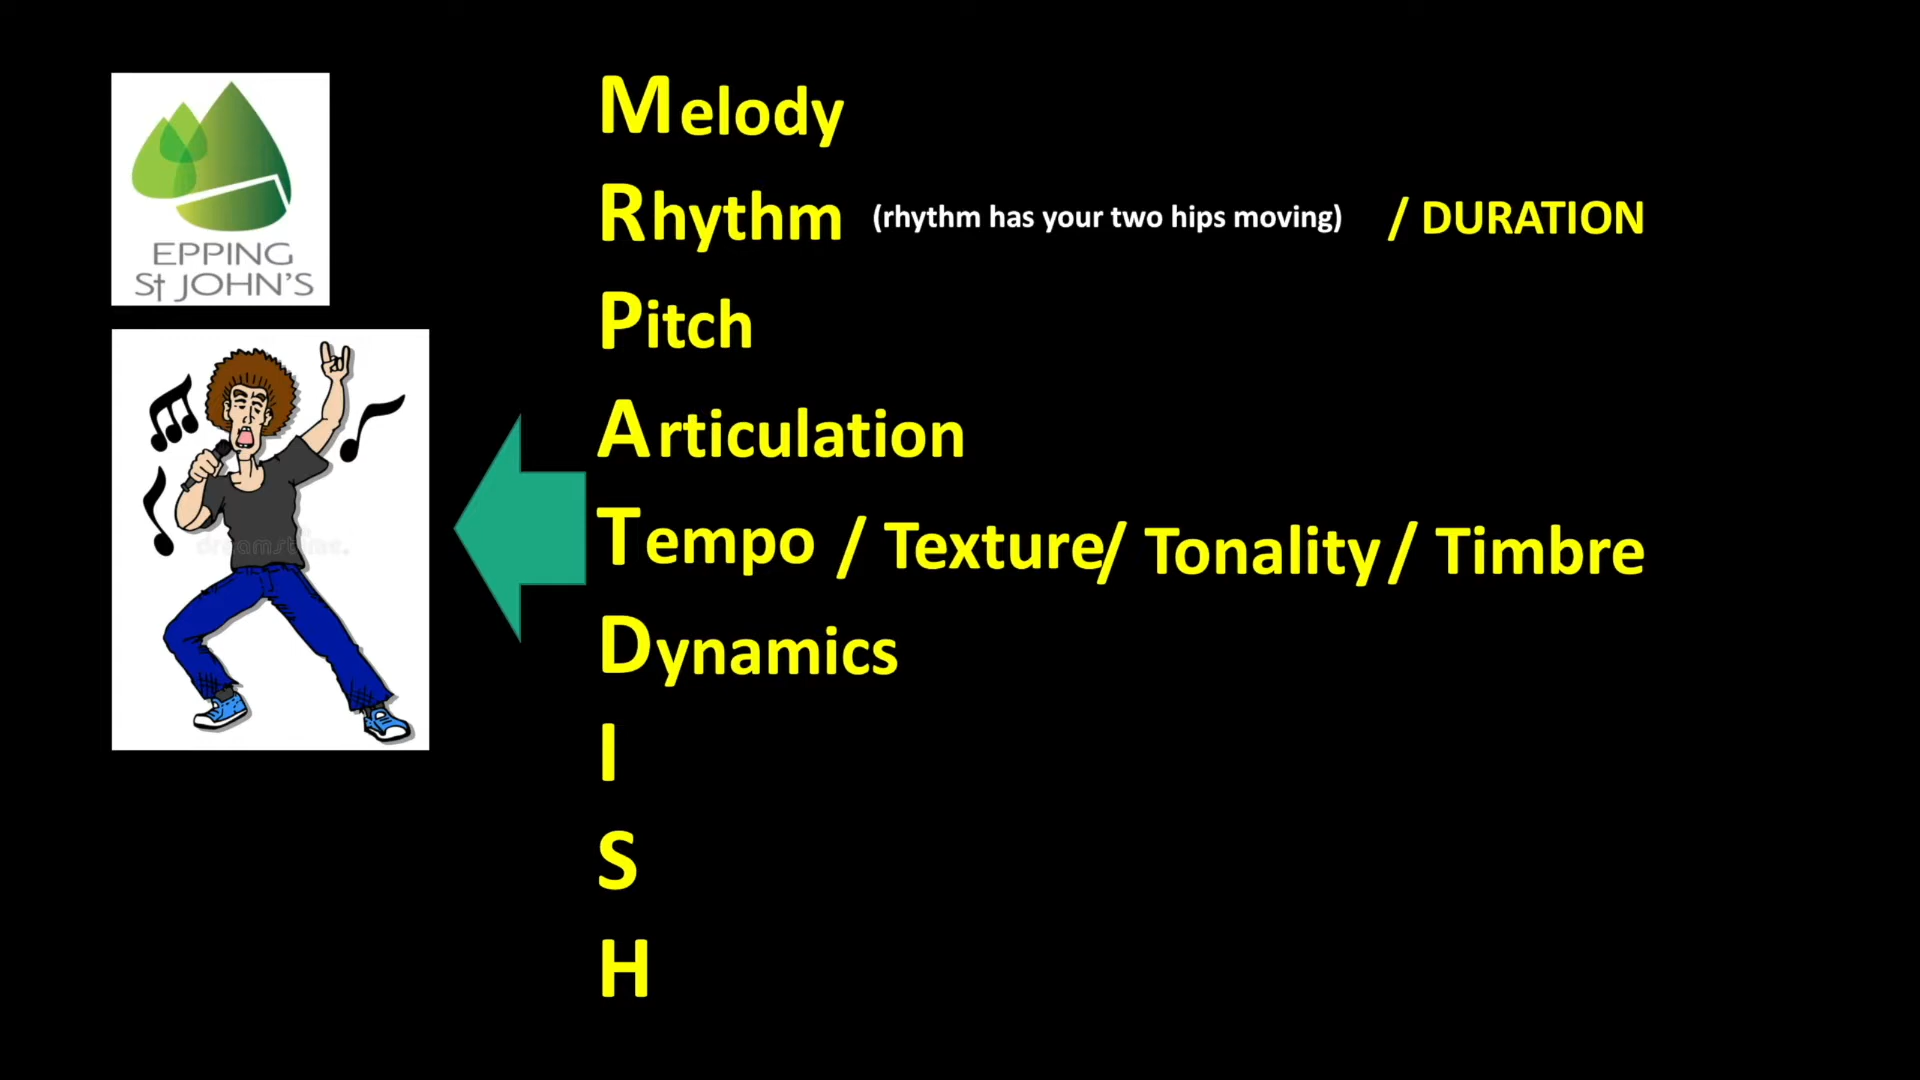 EPPING
St JOHN'S
Melody
Rhythm (rhythm has your two hips moving) / DURATION
Pitch
Articulation
Tempo / Texture/ Tonality/ Timbre
Dynamics
I
S
H
dreamstime.